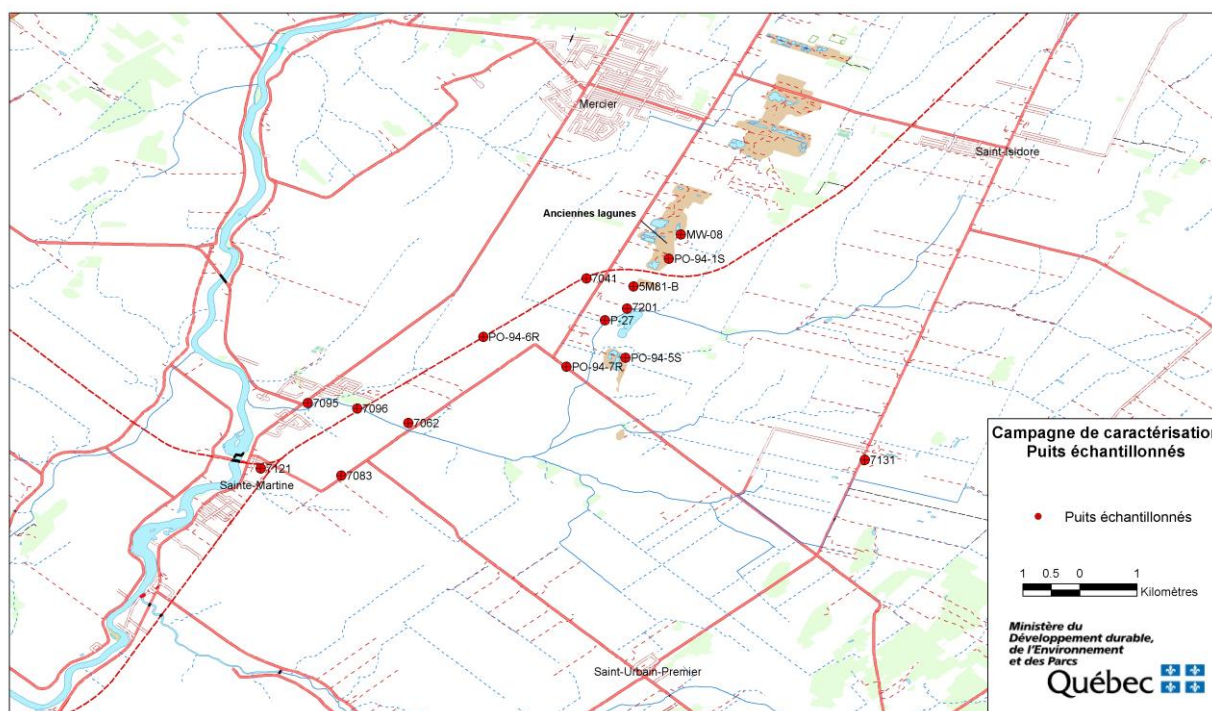 Mercier
Saint-Isidore
Anciennes lagunes
MW-08
PO-94-1S
7041
5M81-B
7201
P-27
PO-94-6R
PO-94-5S
PO-94-7R
7095
7096
7062
7131
7121
7083
Sainte-Martine
Saint-Urbain-Premier
Campagne de caractérisation
Puits échantillonnés
Puits échantillonnés
1 0.5 0 1
Kilomètres
Ministère du
Développement durable,
de l'Environnement
et des Parcs
Québec